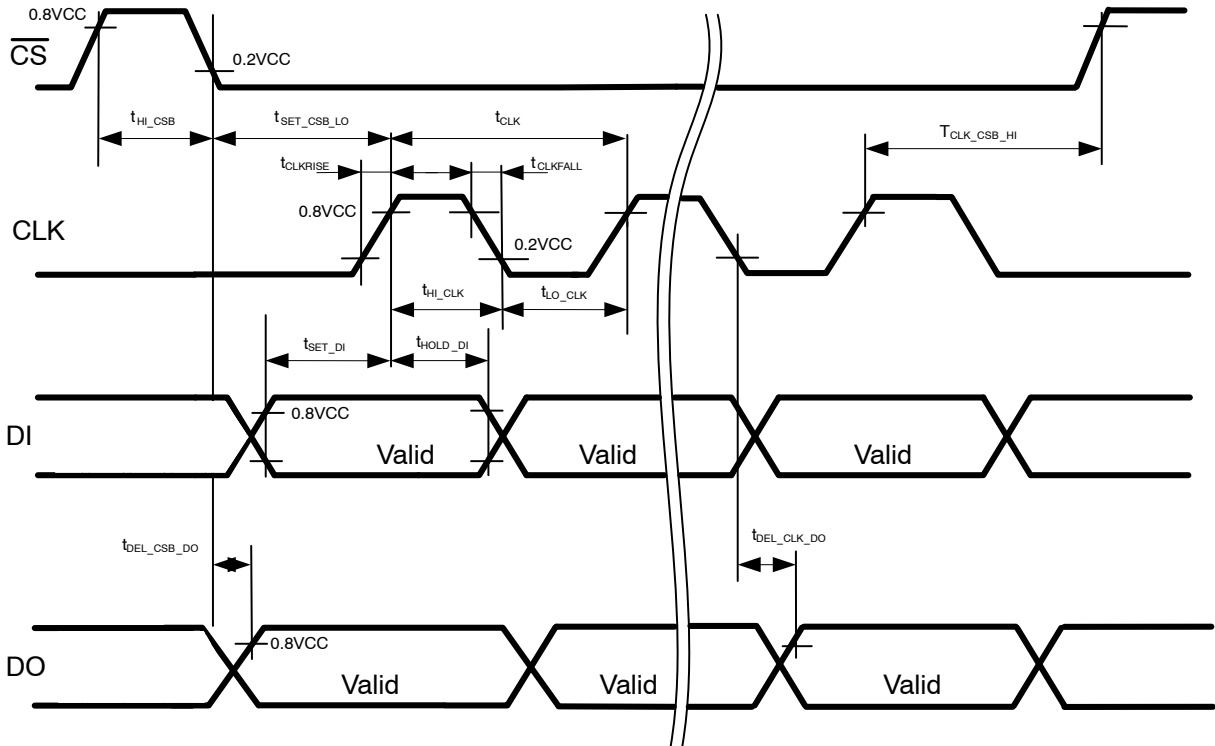 0.8VCC
CS
0.2VCC
tHI_CSB
tSET_CSB_LO
tCLK
TCLK_CSB_HI
tCLKRISE
tCLKFALL
0.8VCC
CLK
0.2VCC
tHI_CLK
tLO_CLK
tSET_DI
tHOLD_DI
0.8VCC
DI
Valid
Valid
Valid
tDEL_CSB_DO
tDEL_CLK_DO
0.8VCC
DO
Valid
Valid
Valid